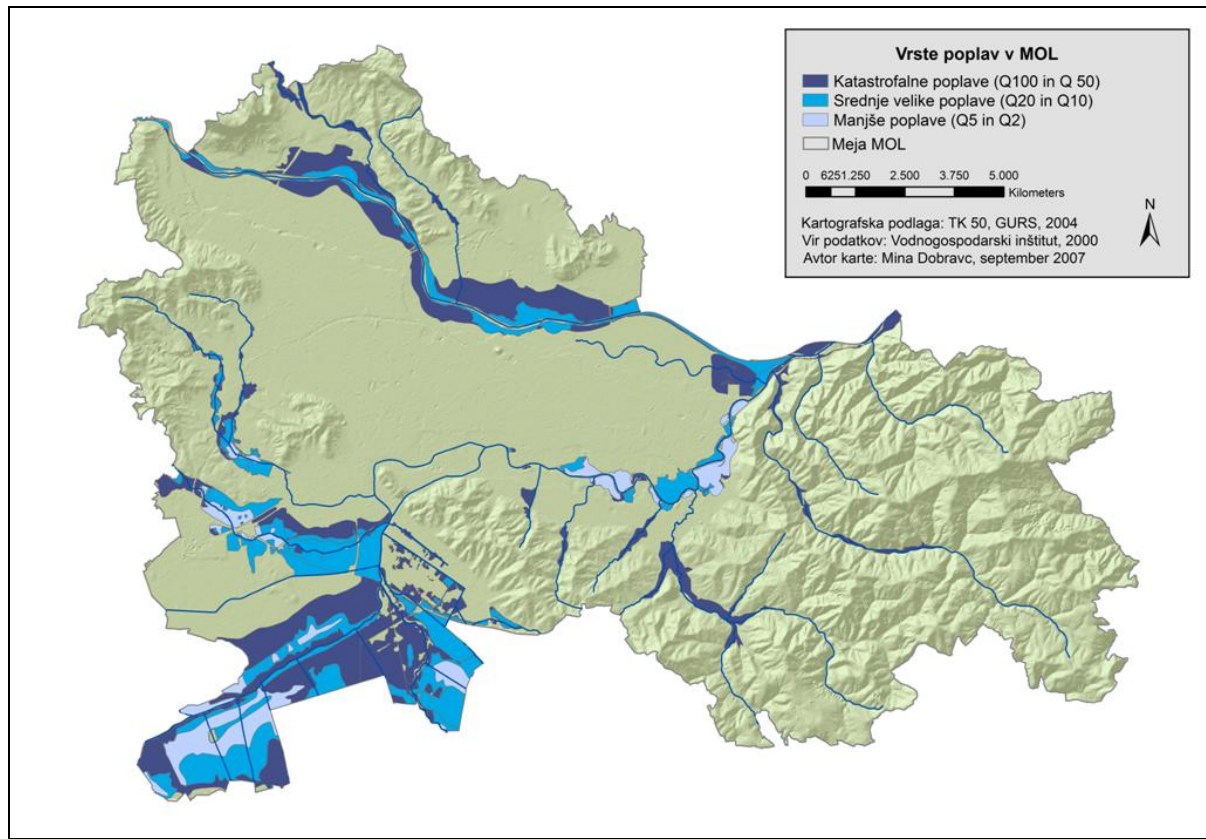 Vrste poplav v MOL
Katastrofalne poplave (Q100 in Q 50)
Srednje velike poplave (Q20 in Q10)
Manjše poplave (Q5 in Q2)
Meja MOL
0 6251.250 2.500 3.750 5.000
Kilometers
N
Kartografska podlaga: TK 50, GURS, 2004
Vir podatkov: Vodnogospodarski inštitut, 2000
Avtor karte: Mina Dobravc, september 2007